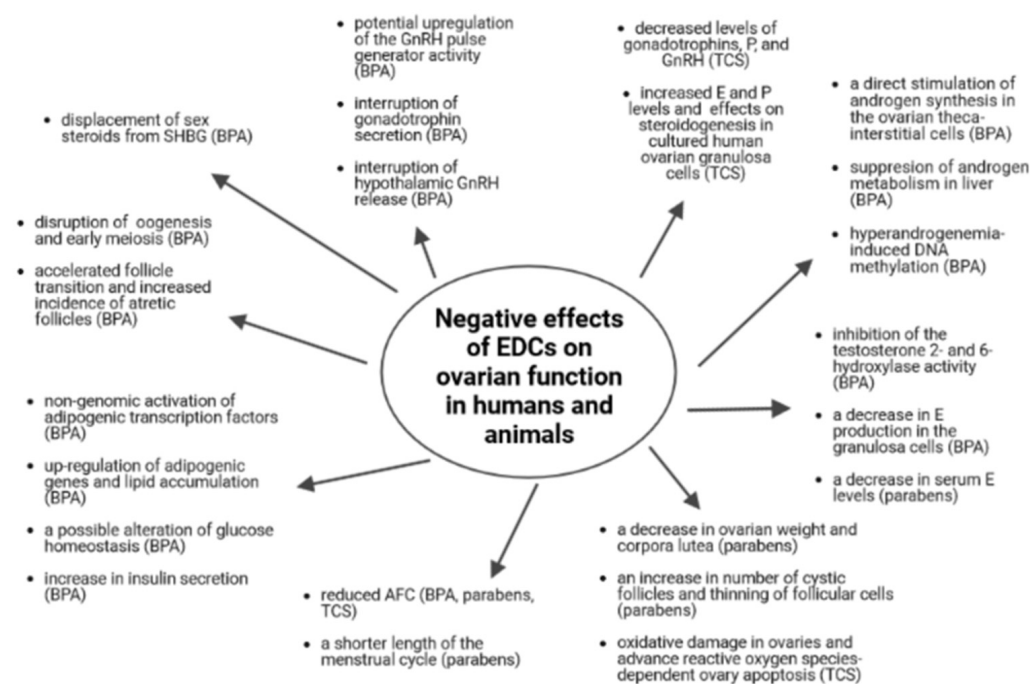 • potential upregulation
of the GnRH pulse
generator activity
(BPA)
• interruption of
gonadotrophin
secretion (BPA)
• interruption of
hypothalamic GnRH
release (BPA)
• decreased levels of
gonadotrophins, P, and
GnRH (TCS)
• increased E and P
levels and effects on
steroidogenesis in
cultured human
ovarian granulosa
cells (TCS)
• a direct stimulation of
androgen synthesis in
the ovarian theca-
interstitial cells (BPA)
• suppresion of androgen
metabolism in liver
(BPA)
• hyperandrogenemia-
induced DNA
methylation (BPA)
• displacement of sex
steroids from SHBG (BPA)
• disruption of oogenesis
and early meiosis (BPA)
• accelerated follicle
transition and increased
incidence of atretic
follicles (BPA)
Negative effects
of EDCs on
ovarian function
in humans and
animals
• inhibition of the
testosterone 2- and 6-
hydroxylase activity
(BPA)
• a decrease in E
production in the
granulosa cells (BPA)
• a decrease in serum E
levels (parabens)
• non-genomic activation of
adipogenic transcription factors
(BPA)
• up-regulation of adipogenic
genes and lipid accumulation
(BPA)
• a possible alteration of glucose
homeostasis (BPA)
• increase in insulin secretion
(BPA)
• reduced AFC (BPA, parabens,
TCS)
• a shorter length of the
menstrual cycle (parabens)
• a decrease in ovarian weight and
corpora lutea (parabens)
• an increase in number of cystic
follicles and thinning of follicular cells
(parabens)
• oxidative damage in ovaries and
advance reactive oxygen species-
dependent ovary apoptosis (TCS)